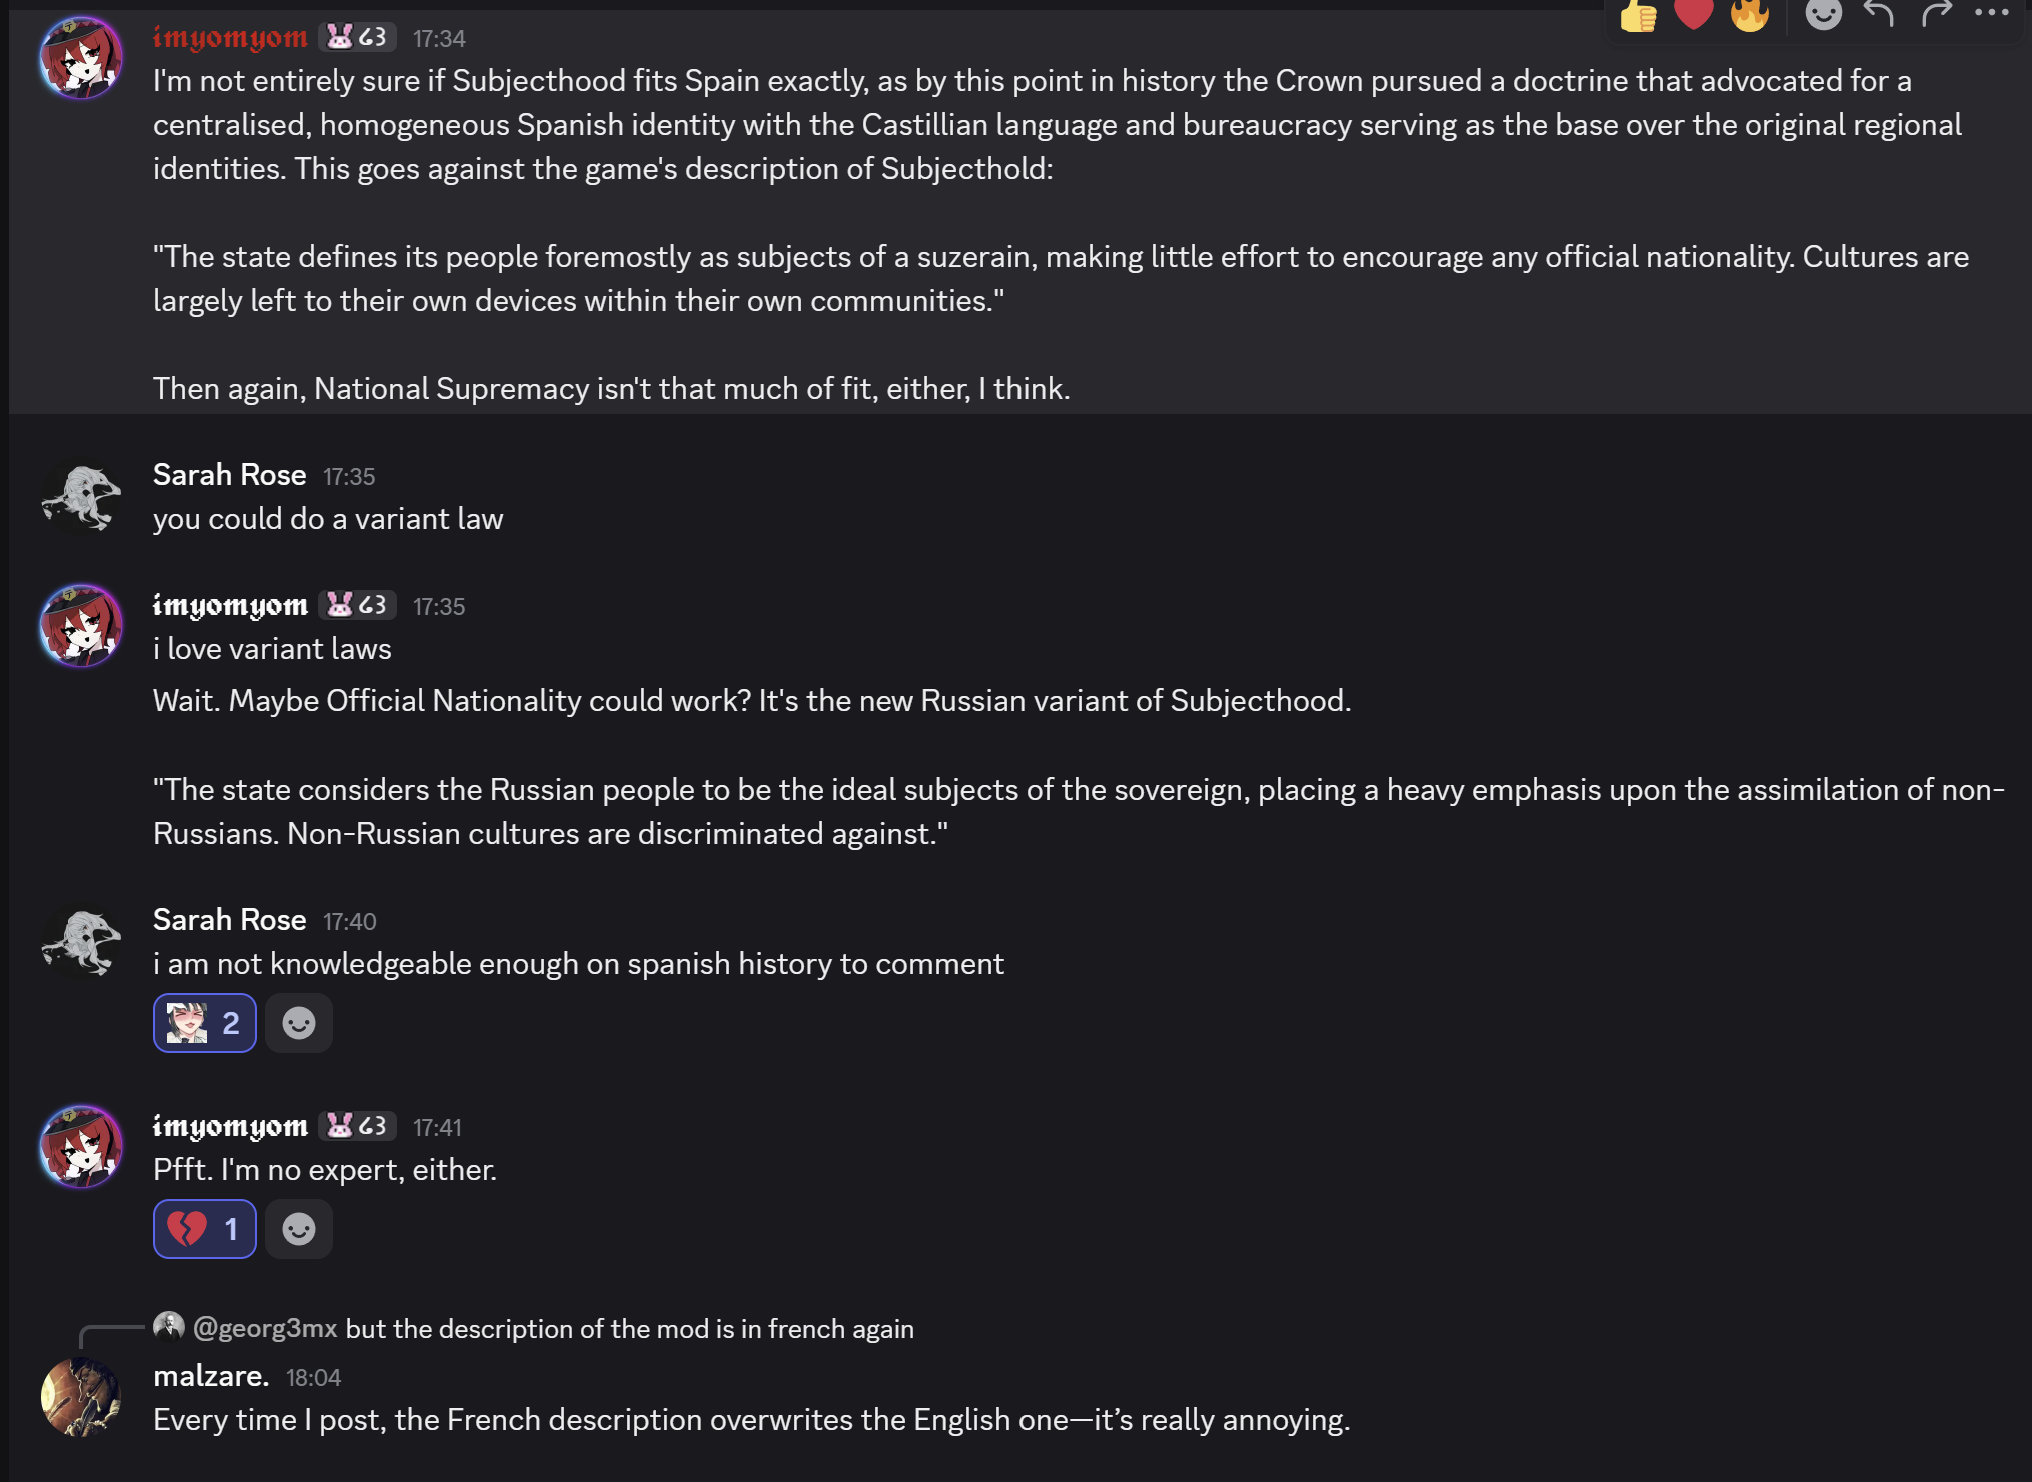 imyomyom 63 17:34
I'm not entirely sure if Subjecthood fits Spain exactly, as by this point in history the Crown pursued a doctrine that advocated for a
centralised, homogeneous Spanish identity with the Castillian language and bureaucracy serving as the base over the original regional
identities. This goes against the game's description of Subjecthold:
"The state defines its people foremostly as subjects of a suzerain, making little effort to encourage any official nationality. Cultures are
largely left to their own devices within their own communities."
Then again, National Supremacy isn't that much of fit, either, I think.
Sarah Rose 17:35
you could do a variant law
imyomyom 63 17:35
i love variant laws
Wait. Maybe Official Nationality could work? It's the new Russian variant of Subjecthood.
"The state considers the Russian people to be the ideal subjects of the sovereign, placing a heavy emphasis upon the assimilation of non-
Russians. Non-Russian cultures are discriminated against."
Sarah Rose 17:40
i am not knowledgeable enough on spanish history to comment
2
imyomyom 63 17:41
Pfft. I'm no expert, either.
1
@georg3mx but the description of the mod is in french again
malzare. 18:04
Every time I post, the French description overwrites the English one—it’s really annoying.